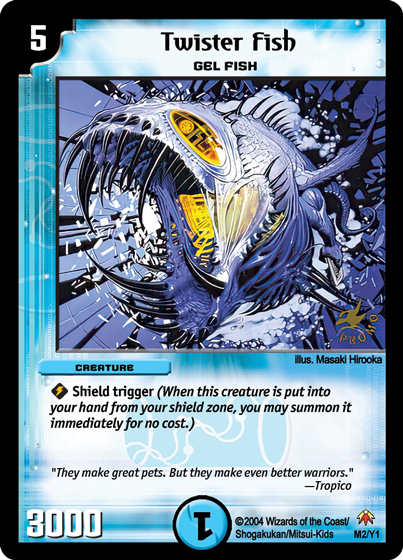 5
Twister Fish
GEL FISH
PROMO
illus. Masaki Hirooka
CREATURE
Shield trigger (When this creature is put into
your hand from your shield zone, you may summon it
immediately for no cost.)
"They make great pets. But they make even better warriors."
—Tropico
3000
1
©2004 Wizards of the Coast/
Shogakukan/Mitsui-Kids
M2/Y1